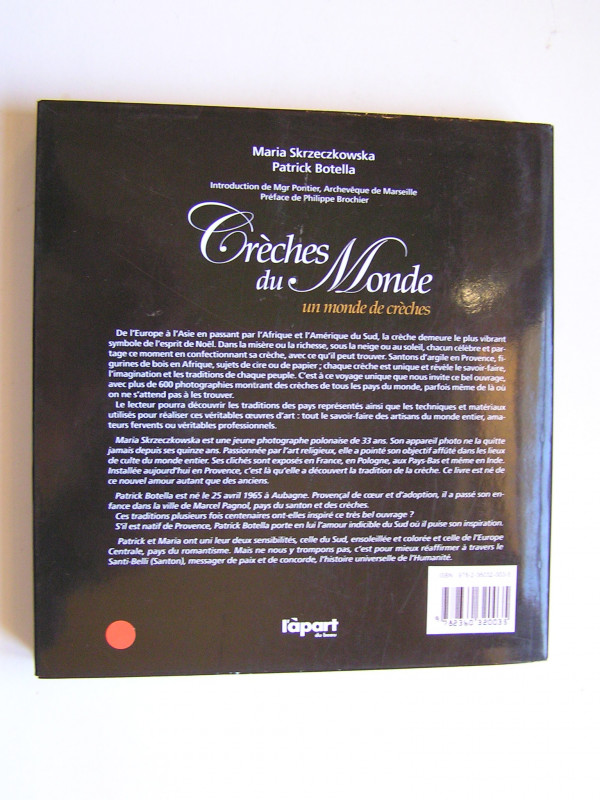 Maria Skrzeczkowska
Patrick Botella
Introduction de Mgr Pontier, Archevêque de Marseille
Préface de Philippe Brochier
Crèches
du Monde
un monde de crèches
De l'Europe à l'Asie en passant par l'Afrique et l'Amérique du Sud, la crèche demeure le plus vibrant
symbole de l'esprit de Noël. Dans la misère ou la richesse, sous la neige ou au soleil, chacun célèbre et par-
tage ce moment en confectionnant sa crèche, avec ce qu'il peut trouver. Santons d'argile en Provence, fi-
gurines de bois en Afrique, sujets de cire ou de papier ; chaque crèche est unique et révèle le savoir-faire,
l'imagination et les traditions de chaque peuple. C'est à ce voyage unique que nous invite ce bel ouvrage,
avec plus de 600 photographies montrant des crèches de tous les pays du monde, parfois même de là où
on ne s'attend pas à les trouver.
Le lecteur pourra découvrir les traditions des pays représentés ainsi que les techniques et matériaux
utilisés pour réaliser ces véritables œuvres d'art : tout le savoir-faire des artisans du monde entier, ama-
teurs fervents ou véritables professionnels.
Maria Skrzeczkowska est une jeune photographe polonaise de 33 ans. Son appareil photo ne la quitte
jamais depuis ses quinze ans. Passionnée par l'art religieux, elle a pointé son objectif affûté dans les lieux
de culte du monde entier. Ses clichés sont exposés en France, en Pologne, aux Pays-Bas et même en Inde.
Installée aujourd'hui en Provence, c'est là qu'elle a découvert la tradition de la crèche. Ce livre est né de
ce nouvel amour autant que des anciens.
Patrick Botella est né le 25 avril 1965 à Aubagne. Provençal de cœur et d'adoption, il a passé son en-
fance dans la ville de Marcel Pagnol, pays du santon et des crèches.
Ces traditions plusieurs fois centenaires ont-elles inspiré ce très bel ouvrage ?
S'il est natif de Provence, Patrick Botella porte en lui l'amour indicible du Sud où il puise son inspiration.
Patrick et Maria ont uni leur deux sensibilités, celle du Sud, ensoleillée et colorée et celle de l'Europe
Centrale, pays du romantisme. Mais ne nous y trompons pas, c'est pour mieux réaffirmer à travers le
Santi-Belli (Santon), messager de paix et de concorde, l'histoire universelle de l'Humanité.
l'àpart
9 782360 320035